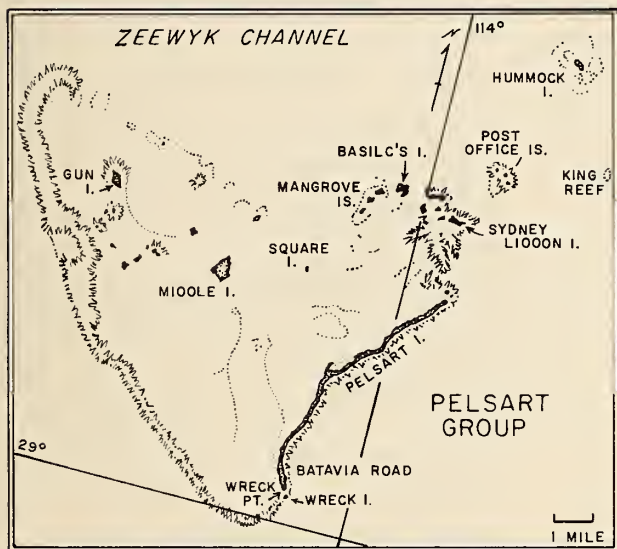 ZEEWYK CHANNEL
N
114°
HUMMOCK
I.
POST
OFFICE IS.
KING
REEF
BASILC'S I.
GUN
I.
MANGROVE
IS.
SYDNEY
LIOOON I.
SQUARE
I.
MIOOLE I.
PELSART I.
PELSART
GROUP
29°
BATAVIA ROAD
WRECK
PT.
WRECK I.
1 MILE